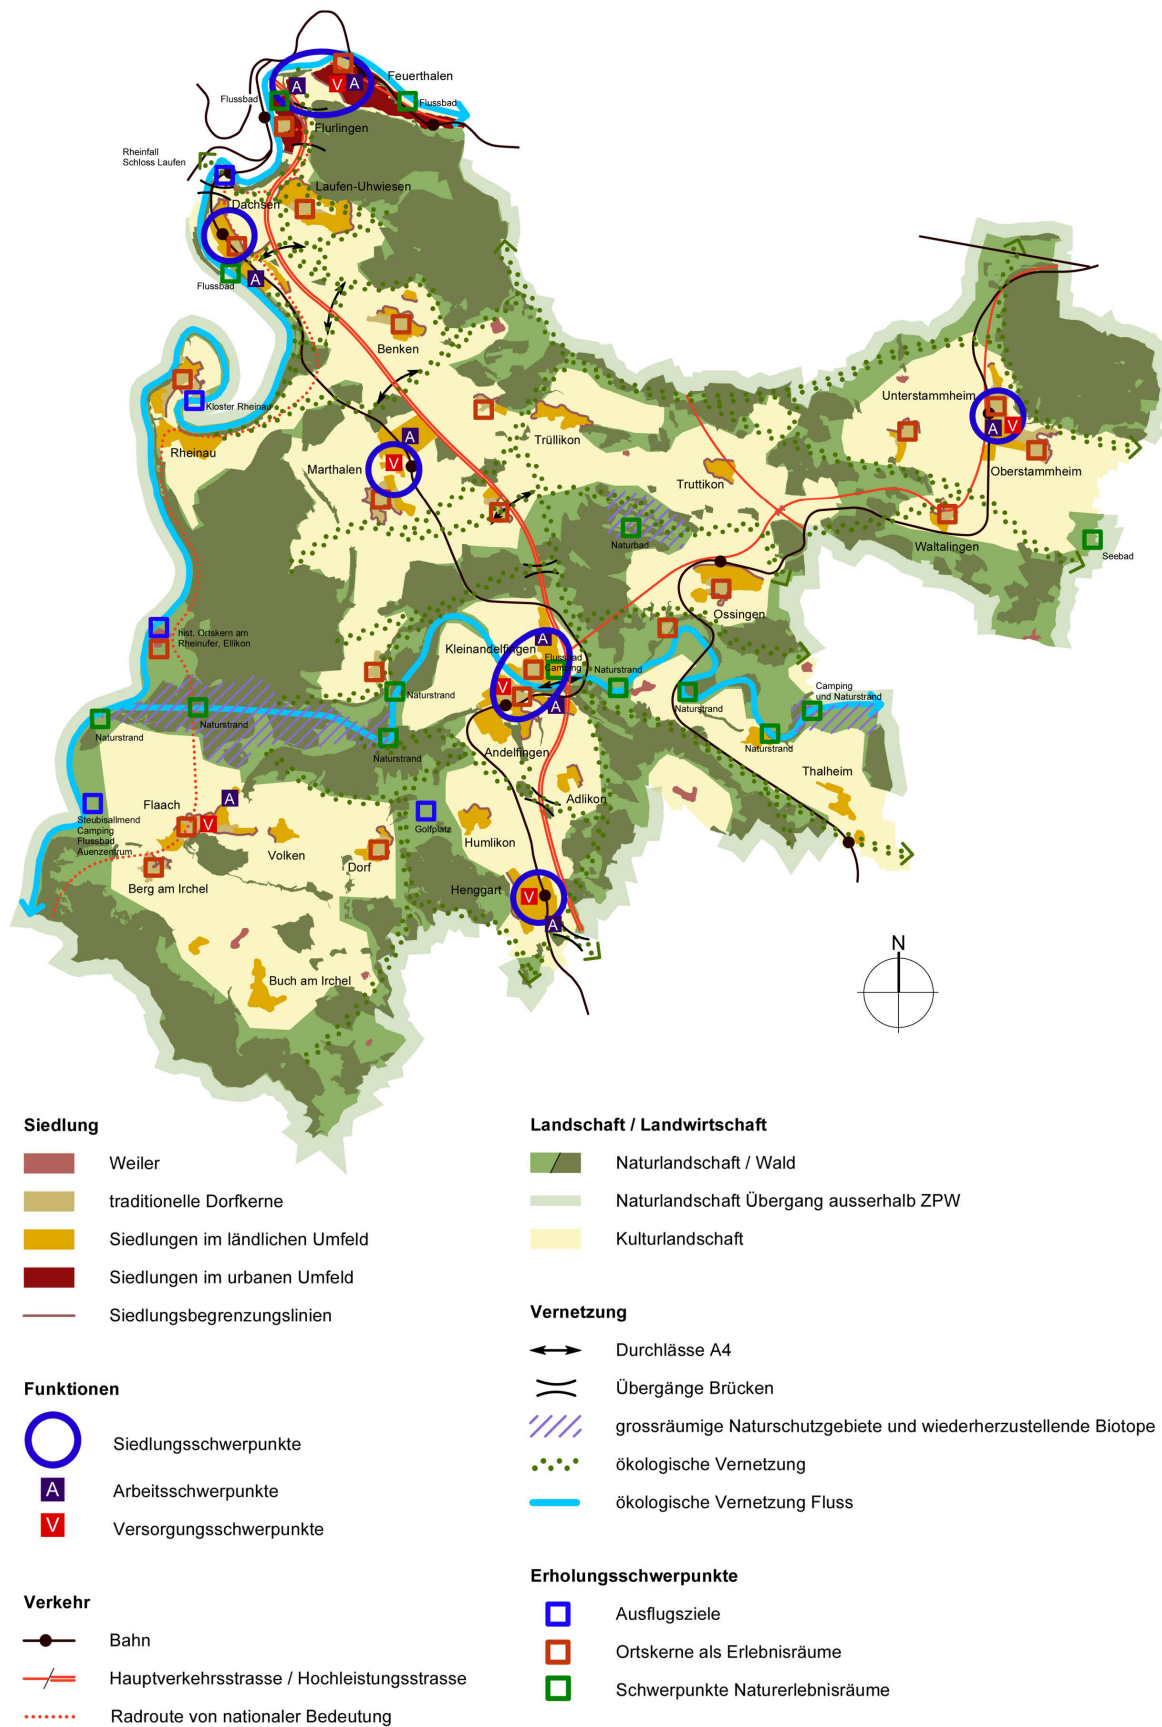 Feuerthalen
A
V
A
Flussbad
Flussbad
Flurlingen
Rheinfall
Schloss Laufen
Laufen-Uhwiesen
Dachsen
Flussbad
A
Benken
Kloster Rheinau
Rheinau
Trüllikon
A
V
Marthalen
Truttikon
Unterstammheim
V
A
Oberstammheim
Naturbad
Waltalingen
Seebad
Ossingen
hist. Ortskern am
Rheinufer, Ellikon
A
Kleinandelfingen
Flussbad
Camping
V
A
Naturstrand
Naturstrand
Naturstrand
Naturstrand
Naturstrand
Naturstrand
Naturstrand
Camping
und Naturstrand
Andelfingen
Thalheim
Adlikon
Flaach
A
V
Steubisallmend
Camping
Flussbad
Auenzentrum
Volken
Dorf
Golfplatz
Humlikon
Berg am Irchel
Henggart
V
A
Buch am Irchel
N
Siedlung
Weiler
traditionelle Dorfkerne
Siedlungen im ländlichen Umfeld
Siedlungen im urbanen Umfeld
Siedlungsbegrenzungslinien
Funktionen
Siedlungsschwerpunkte
A Arbeitsschwerpunkte
V Versorgungsschwerpunkte
Verkehr
Bahn
Hauptverkehrsstrasse / Hochleistungsstrasse
Radroute von nationaler Bedeutung
Landschaft / Landwirtschaft
Naturlandschaft / Wald
Naturlandschaft Übergang ausserhalb ZPW
Kulturlandschaft
Vernetzung
Durchlässe A4
Übergänge Brücken
grossräumige Naturschutzgebiete und wiederherzustellende Biotope
ökologische Vernetzung
ökologische Vernetzung Fluss
Erholungsschwerpunkte
Ausflugsziele
Ortskerne als Erlebnisräume
Schwerpunkte Naturerlebnisräume